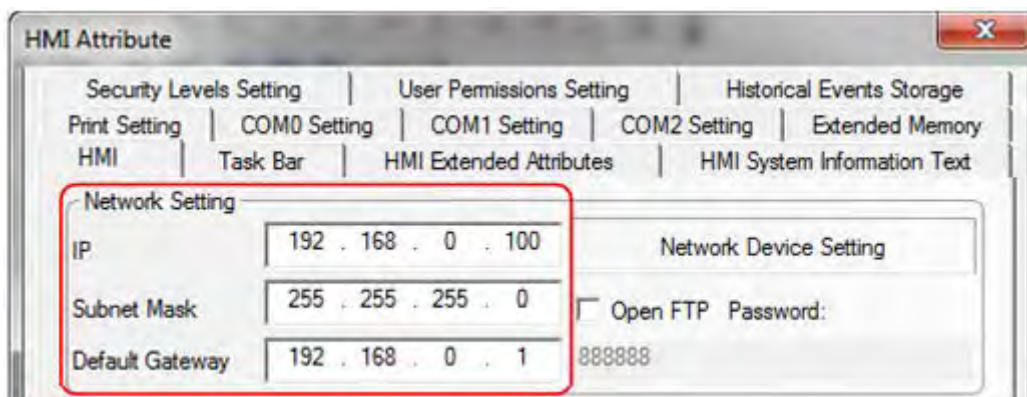 HMI Attribute
Security Levels Setting User Permissions Setting Historical Events Storage
Print Setting COM0 Setting COM1 Setting COM2 Setting Extended Memory
HMI Task Bar HMI Extended Attributes HMI System Information Text
Network Setting
IP 192 . 168 . 0 . 100 Network Device Setting
Subnet Mask 255 . 255 . 255 . 0 Open FTP Password:
Default Gateway 192 . 168 . 0 . 1 888888